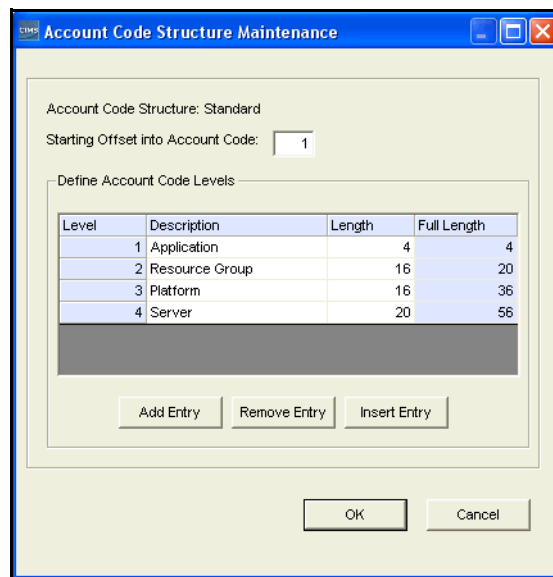 CIMS Account Code Structure Maintenance
Account Code Structure: Standard
Starting Offset into Account Code: 1
Define Account Code Levels
Level Description Length Full Length
1 Application 4 4
2 Resource Group 16 20
3 Platform 16 36
4 Server 20 56
Add Entry Remove Entry Insert Entry
OK Cancel